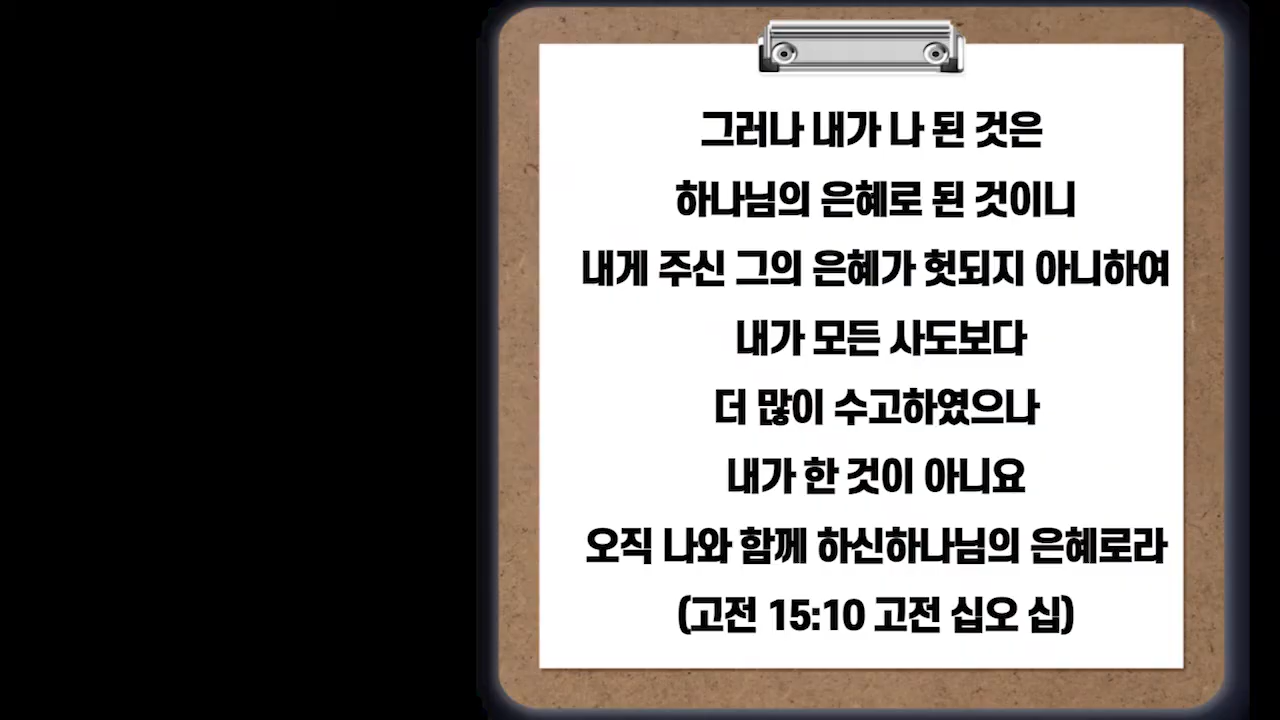 그러나 내가 나 된 것은
하나님의 은혜로 된 것이니
내게 주신 그의 은혜가 헛되지 아니하여
내가 모든 사도보다
더 많이 수고하였으나
내가 한 것이 아니요
오직 나와 함께 하신하나님의 은혜로라
(고전 15:10 고전 십오 십)